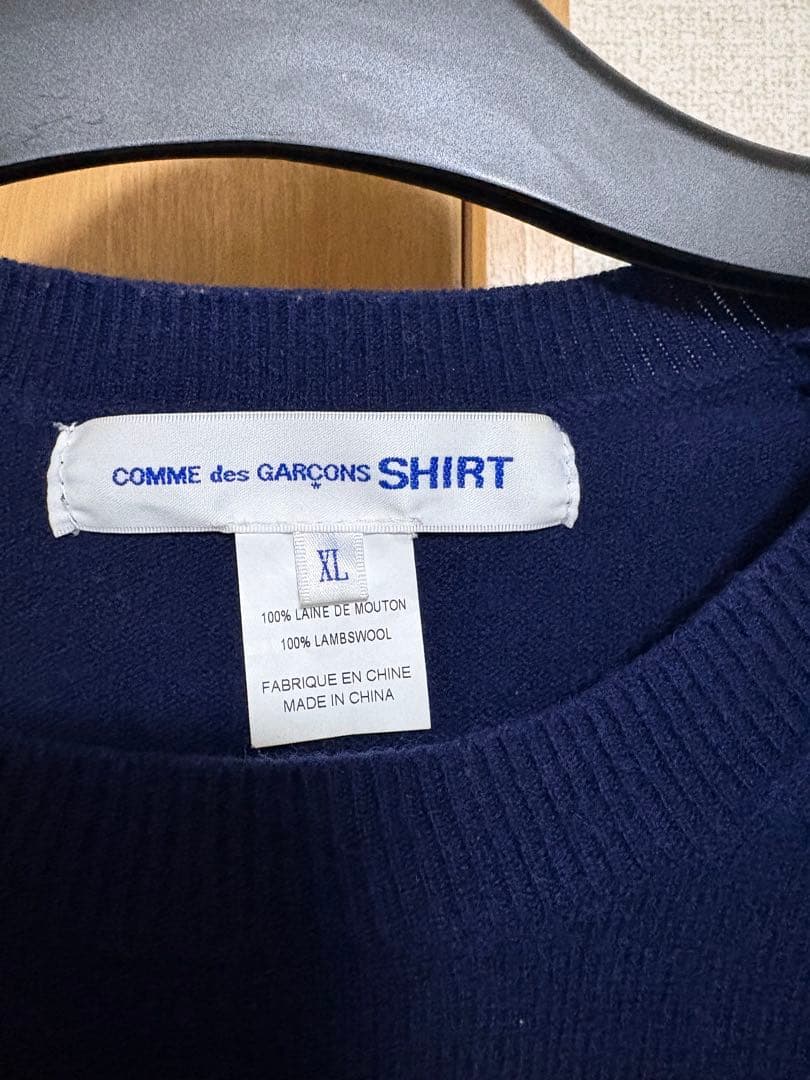 COMME des GARÇONS SHIRT
XL
100% LAINE DE MOUTON
100% LAMBSWOOL
FABRIQUE EN CHINE
MADE IN CHINA